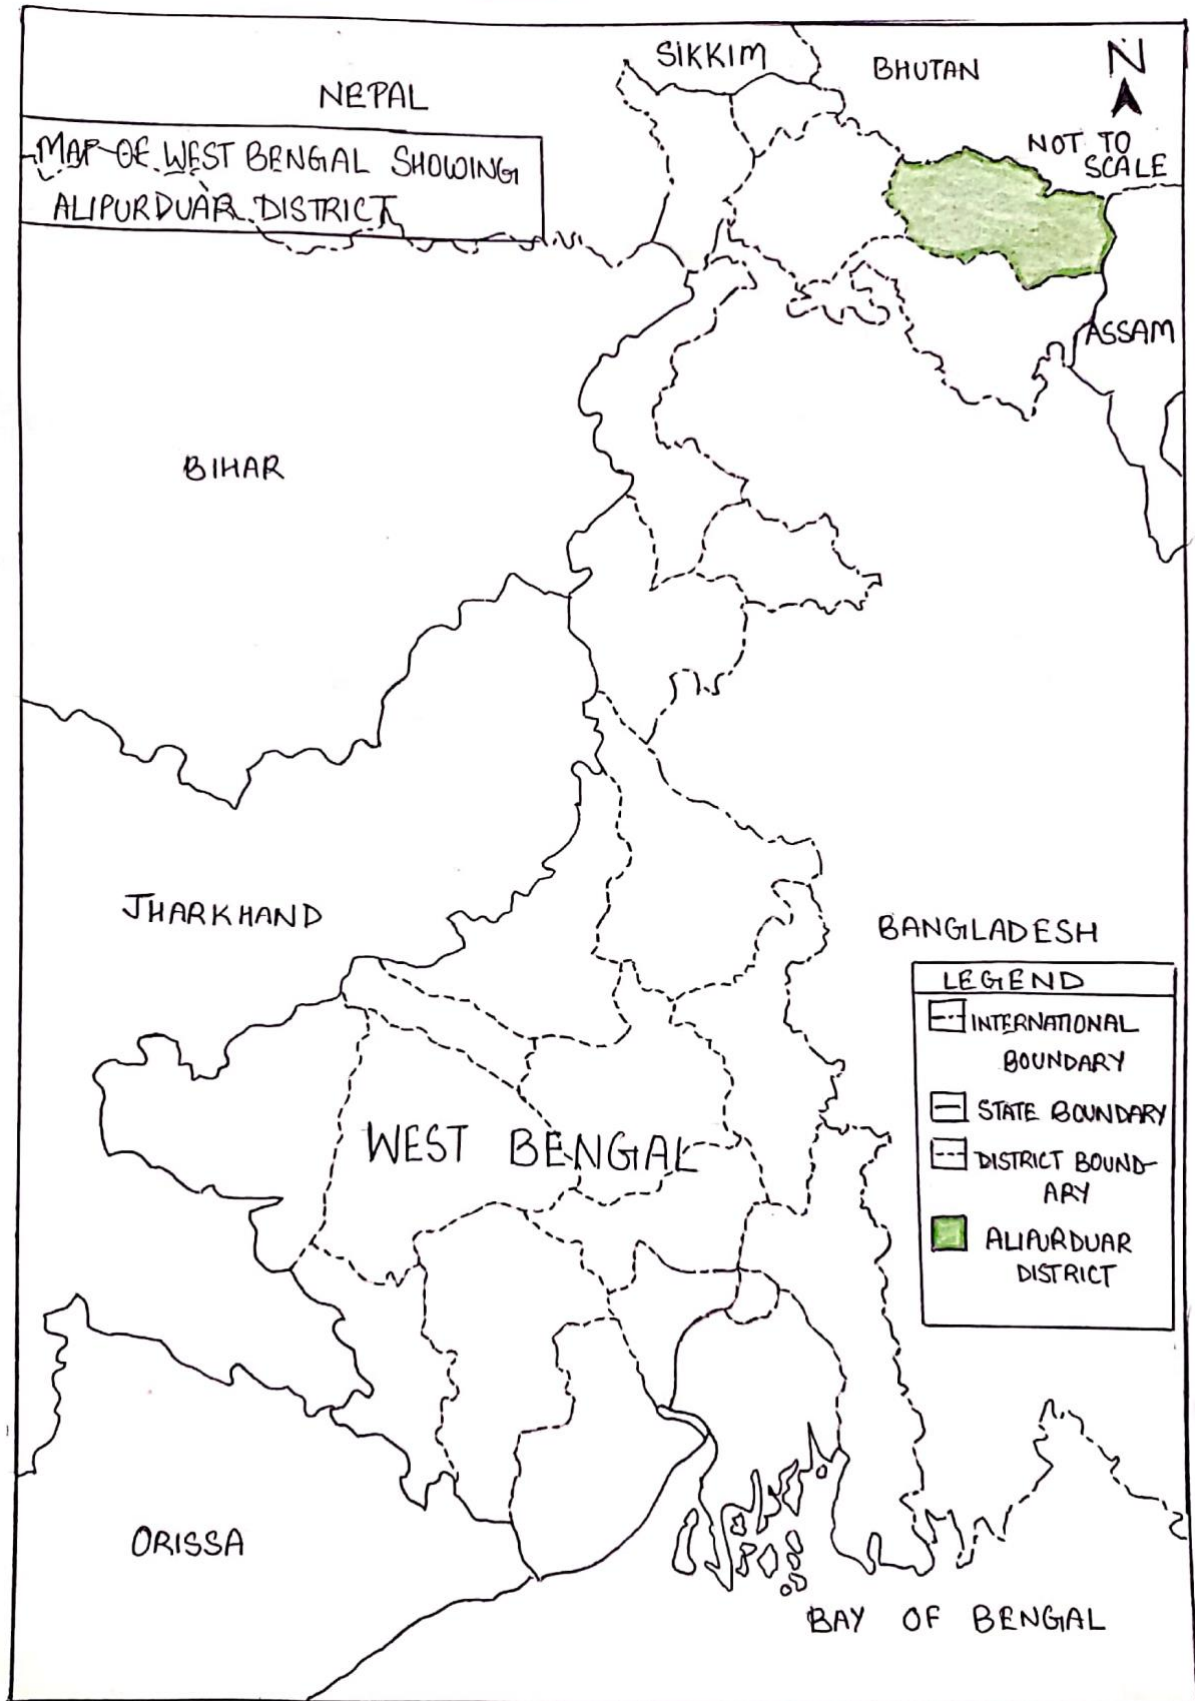 SIKKIM
BHUTAN
N
NEPAL
NOT TO
SCALE
MAP OF WEST BENGAL SHOWING
ALIPURDUAR DISTRICT
ASSAM
BIHAR
JHARKHAND
BANGLADESH
LEGEND
INTERNATIONAL
BOUNDARY
STATE BOUNDARY
DISTRICT BOUND-
ARY
ALIPURDUAR
DISTRICT
WEST BENGAL
ORISSA
BAY OF BENGAL